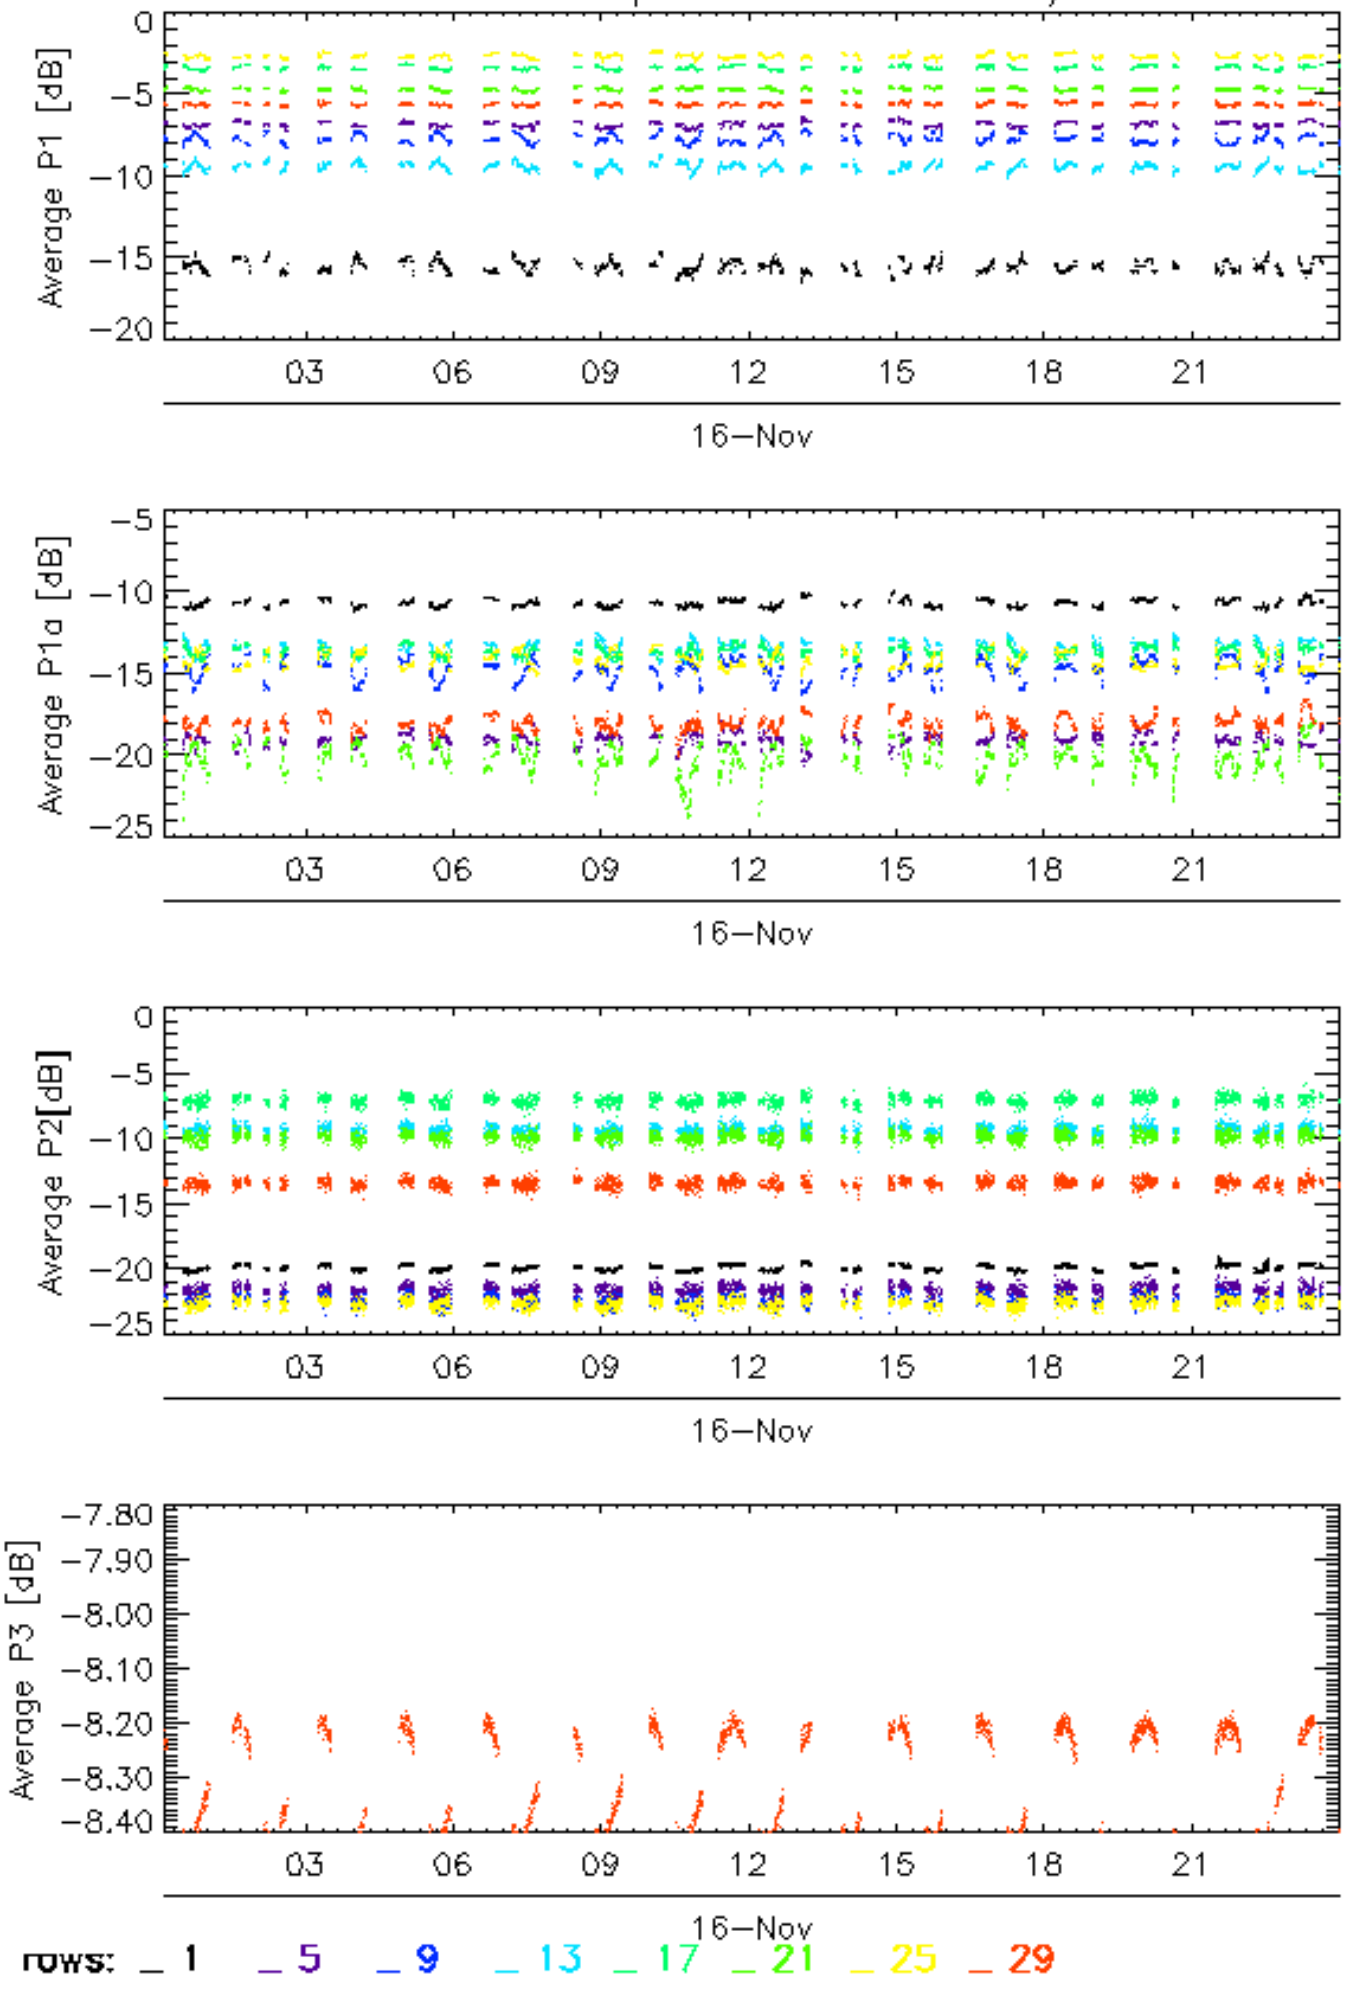 0
−5
−10
−15
−20
Average P1 [dB]
03 06 09 12 15 18 21
16−Nov
−5
−10
−15
−20
−25
Average P1a [dB]
03 06 09 12 15 18 21
16−Nov
0
−5
−10
−15
−20
−25
Average P2[dB]
03 06 09 12 15 18 21
16−Nov
−7.80
−7.90
−8.00
−8.10
−8.20
−8.30
−8.40
Average P3 [dB]
03 06 09 12 15 18 21
16−Nov
rows: _ 1 _ 5 _ 9 _ 13 _ 17 _ 21 _ 25 _ 29